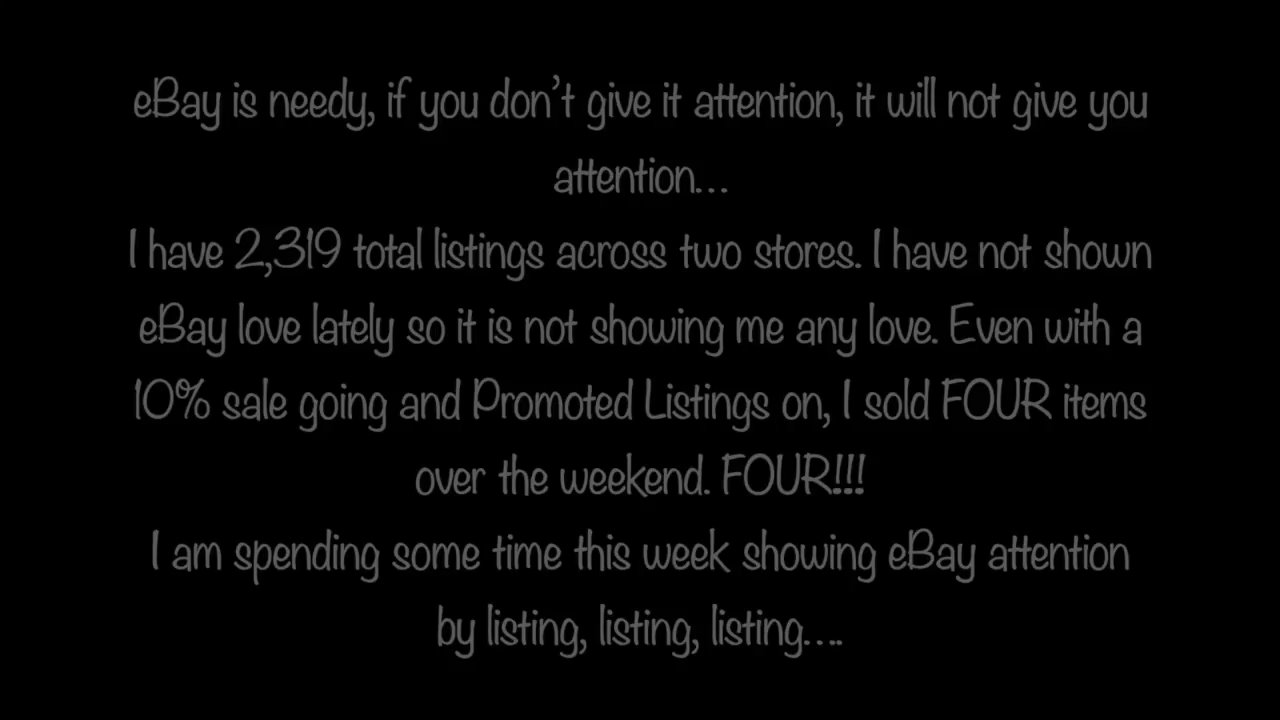 eBay is needy, if you don’t give it attention, it will not give you
attention…
I have 2,319 total listings across two stores. I have not shown
eBay love lately so it is not showing me any love. Even with a
10% sale going and Promoted Listings on, I sold FOUR items
over the weekend. FOUR!!!
I am spending some time this week showing eBay attention
by listing, listing, listing….